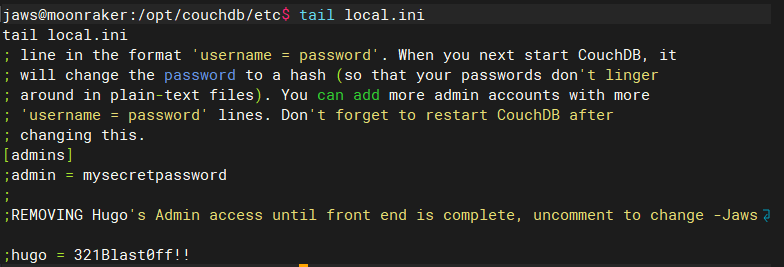 jaws@moonraker:/opt/couchdb/etc$ tail local.ini
tail local.ini
; line in the format 'username = password'. When you next start CouchDB, it
; will change the password to a hash (so that your passwords don't linger
; around in plain-text files). You can add more admin accounts with more
; 'username = password' lines. Don't forget to restart CouchDB after
; changing this.
[admins]
;admin = mysecretpassword
;
;REMOVING Hugo's Admin access until front end is complete, uncomment to change -Jaws
;hugo = 321Blast0ff!!